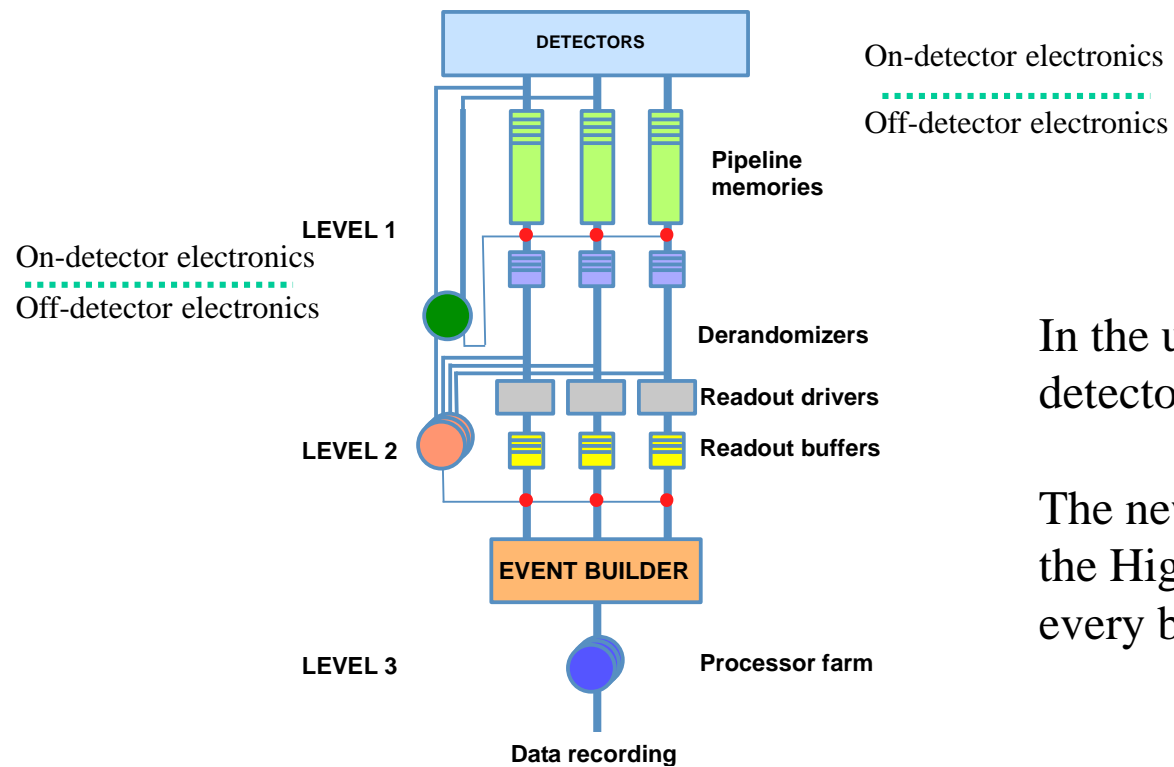 DETECTORS
On-detector electronics
Off-detector electronics
Pipeline
memories
LEVEL 1
On-detector electronics
Off-detector electronics
Derandomizers
Readout drivers
LEVEL 2
Readout buffers
EVENT BUILDER
LEVEL 3
Processor farm
Data recording
In the
detecto
The
the
every